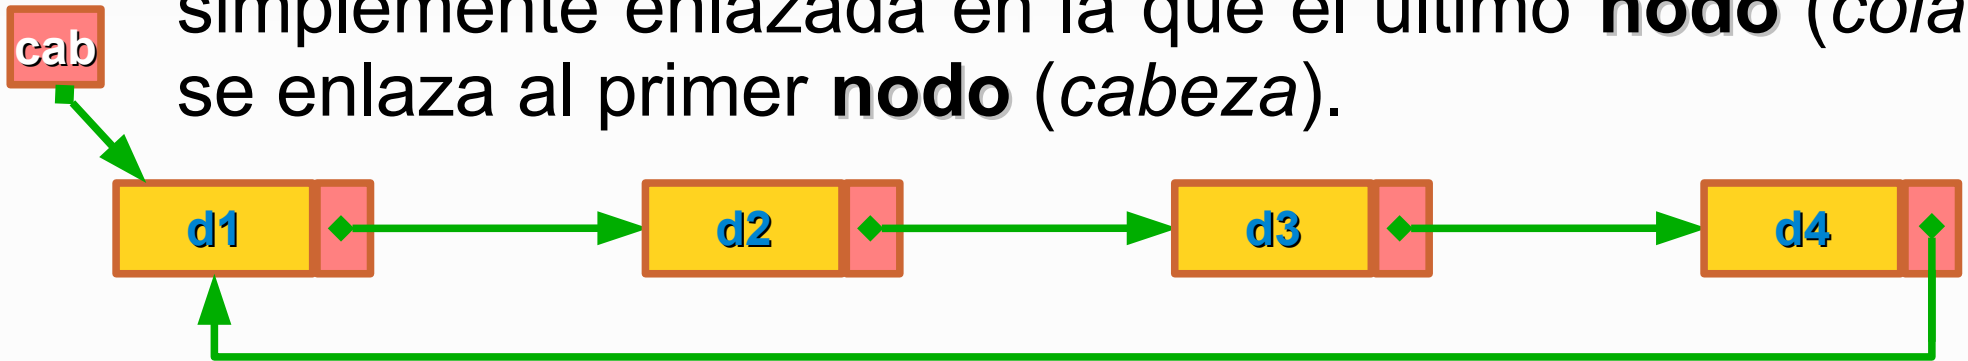 simplemente enlazada en la que el último nodo (cola
cab
se enlaza al primer nodo (cabeza).
d1 d2 d3 d4